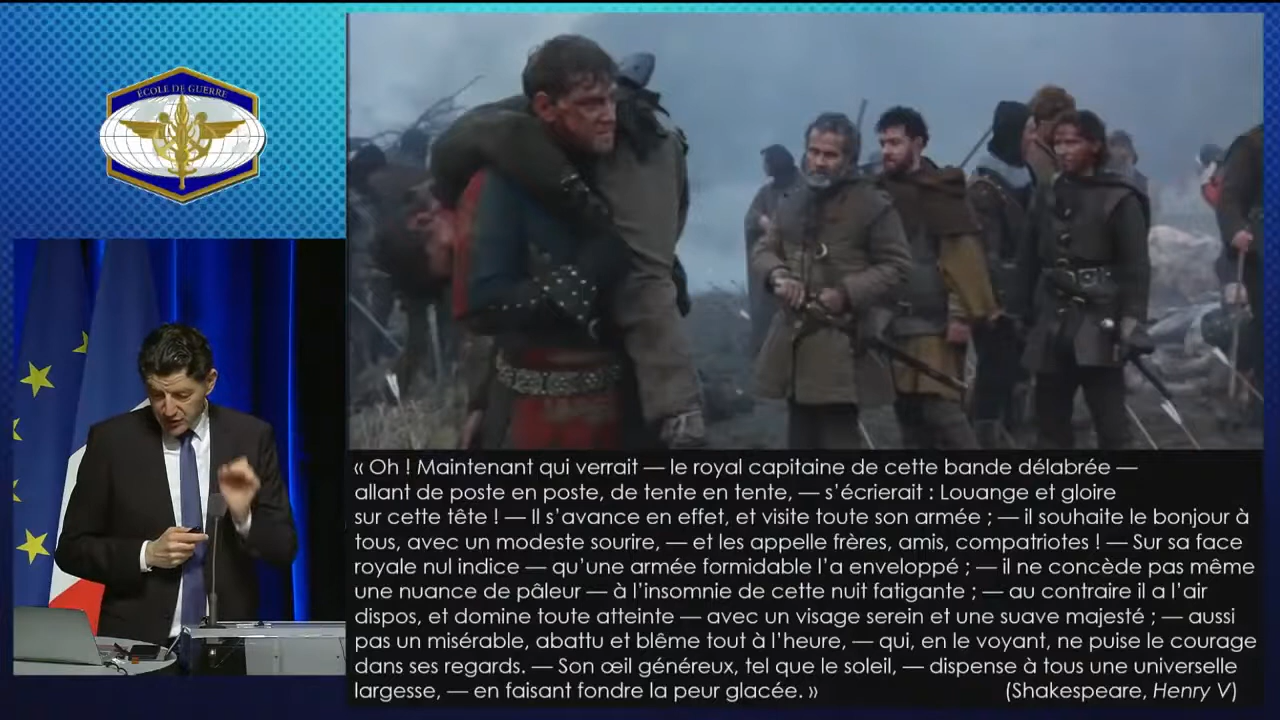 ECOLE DE GUERRE
« Oh ! Maintenant qui verrait — le royal capitaine de cette bande délabrée —
allant de poste en poste, de tente en tente, — s’écrierait : Louange et gloire
sur cette tête ! — Il s’avance en effet, et visite toute son armée ; — il souhaite le bonjour à
tous, avec un modeste sourire, — et les appelle frères, amis, compatriotes ! — Sur sa face
royale nul indice — qu’une armée formidable l’a enveloppé ; — il ne concède pas même
une nuance de pâleur — à l’insomnie de cette nuit fatigante ; — au contraire il a l’air
dispos, et domine toute atteinte — avec un visage serein et une suave majesté ; — aussi
pas un misérable, abattu et blême tout à l’heure, — qui, en le voyant, ne puise le courage
dans ses regards. — Son œil généreux, tel que le soleil, — dispense à tous une universelle
largesse, — en faisant fondre la peur glacée. » (Shakespeare, Henry V)